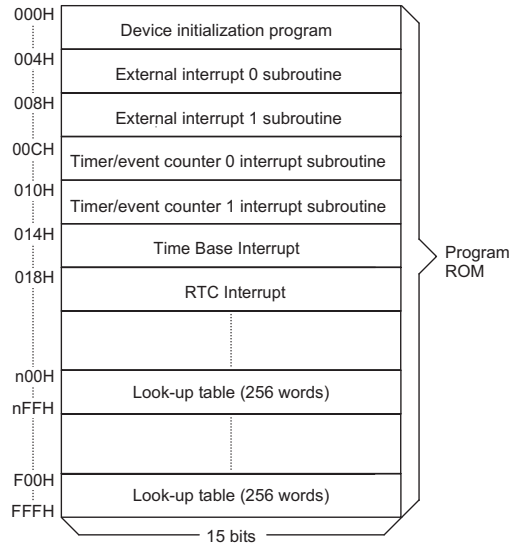 000H
Device initialization program
004H
External interrupt 0 subroutine
008H
External interrupt 1 subroutine
00CH
Timer/event counter 0 interrupt subroutine
010H
Timer/event counter 1 interrupt subroutine
014H
Time Base Interrupt
018H
RTC Interrupt
Program
ROM
n00H
Look-up table (256 words)
nFFH
F00H
Look-up table (256 words)
FFFH
15 bits